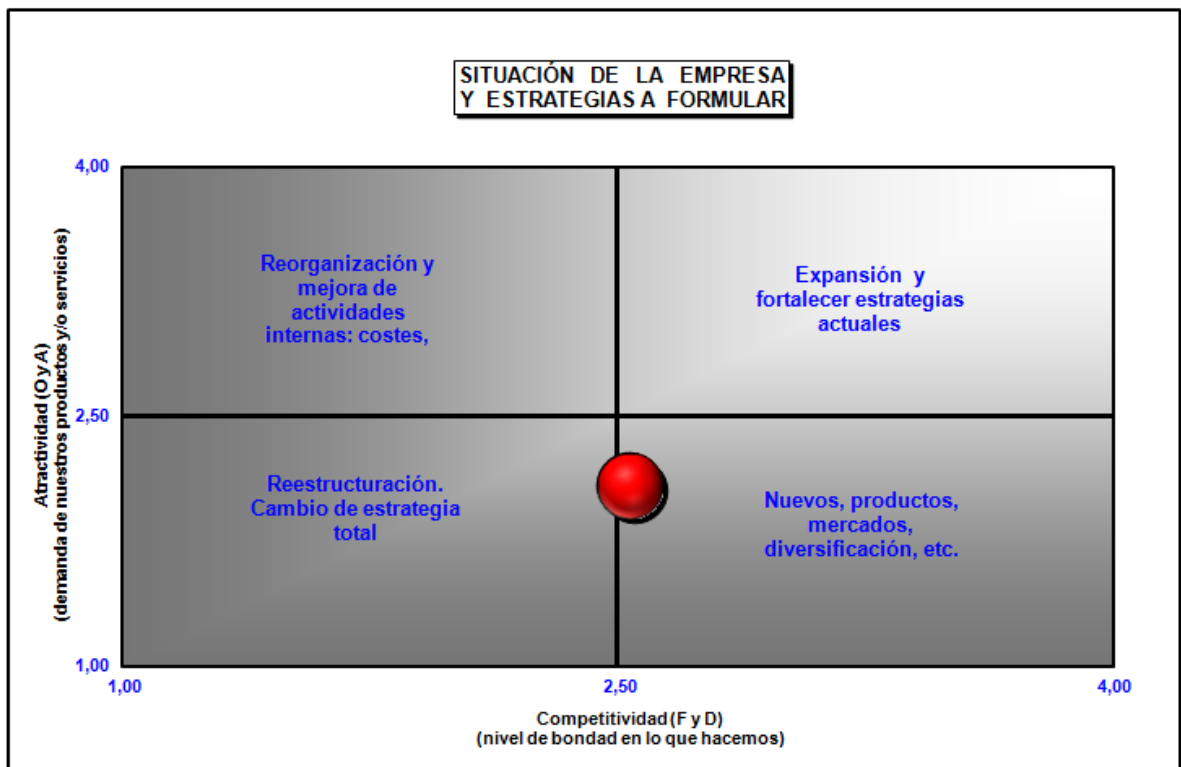 SITUACIÓN DE LA EMPRESA
Y ESTRATEGIAS A FORMULAR
4,00
Reorganización y
mejora de
actividades
internas: costes,
Expansión y
fortalecer estrategias
actuales
Atractividad (O y A)
(demanda de nuestros productos y/o servicios)
2,50
Reestructuración.
Cambio de estrategia
total
Nuevos, productos,
mercados,
diversificación, etc.
1,00
1,00
2,50
4,00
Competitividad (F y D)
(nivel de bondad en lo que hacemos)